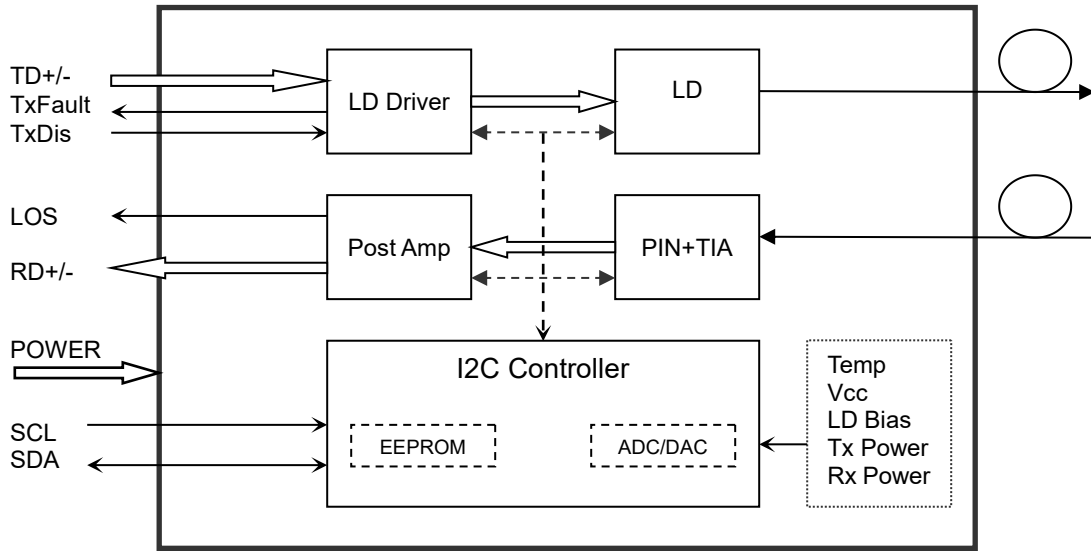 TD+/-
TxFault
TxDis
LD Driver
LD
LOS
RD+/-
Post Amp
PIN+TIA
POWER
SCL
SDA
I2C Controller
EEPROM
ADC/DAC
Temp
Vcc
LD Bias
Tx Power
Rx Power